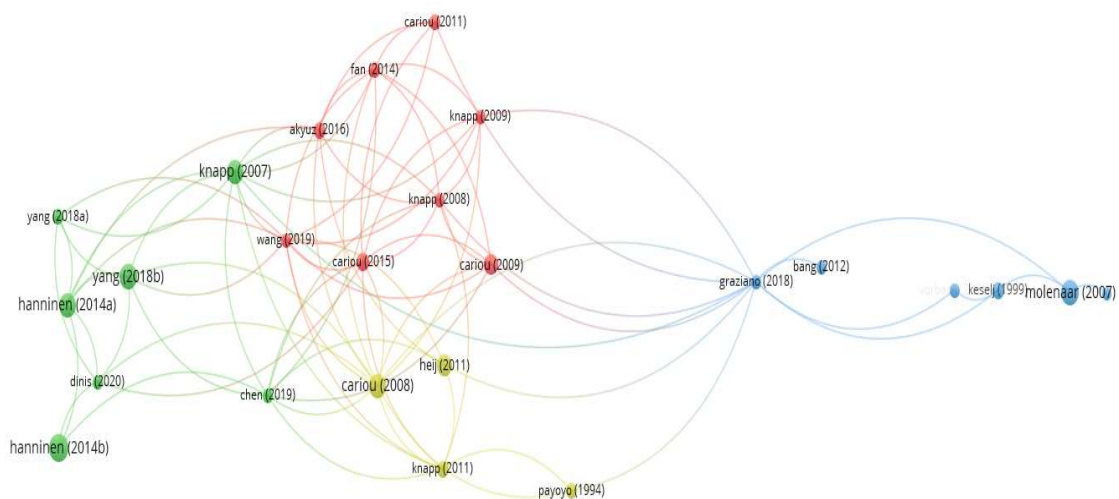 cariou (2011)
fan (2014)
knapp (2009)
akyuz (2016)
knapp (2007)
knapp (2008)
yang (2018a)
wang (2019)
cariou (2015)
cariou (2009)
bang (2012)
yang (2018b)
graziano (2018)
keselj (1999)
molenaar (2007)
hanninen (2014a)
heij (2011)
dinis (2020)
cariou (2008)
chen (2019)
hanninen (2014b)
knapp (2011)
payoyo (1994)